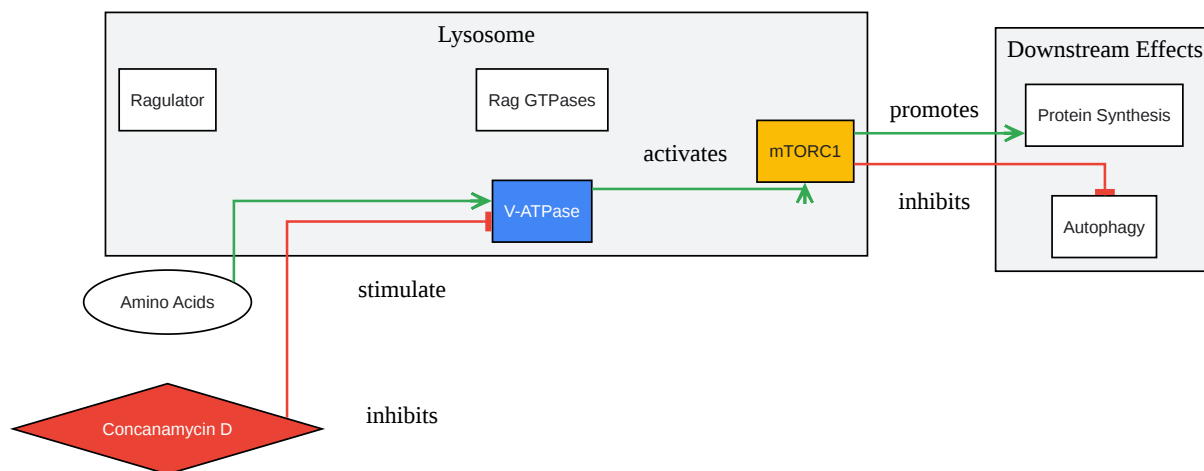 Lysosome
Downstream Effects
Ragulator
Rag GTPases
promotes
Protein Synthesis
activates
mTORC1
inhibits
V-ATPase
Autophagy
Amino Acids
stimulate
Concanamycin D
inhibits